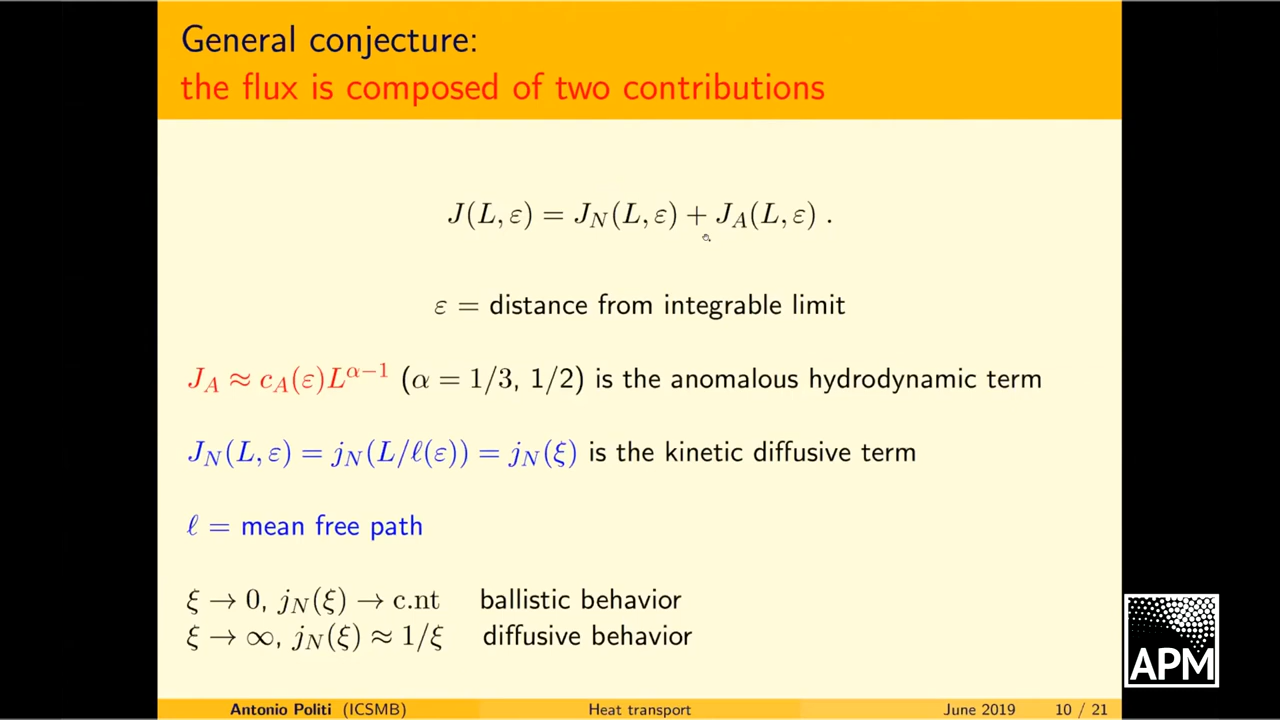 General conjecture:
the flux is composed of two contributions
J(L, ε) = J_N(L, ε) + J_A(L, ε) .
ε = distance from integrable limit
J_A ≈ c_A(ε)L^{α−1} (α = 1/3, 1/2) is the anomalous hydrodynamic term
J_N(L, ε) = j_N(L/ℓ(ε)) = j_N(ξ) is the kinetic diffusive term
ℓ = mean free path
ξ → 0, j_N(ξ) → c.nt ballistic behavior
ξ → ∞, j_N(ξ) ≈ 1/ξ diffusive behavior
APM
Antonio Politi (ICSMB) Heat transport June 2019 10 / 21